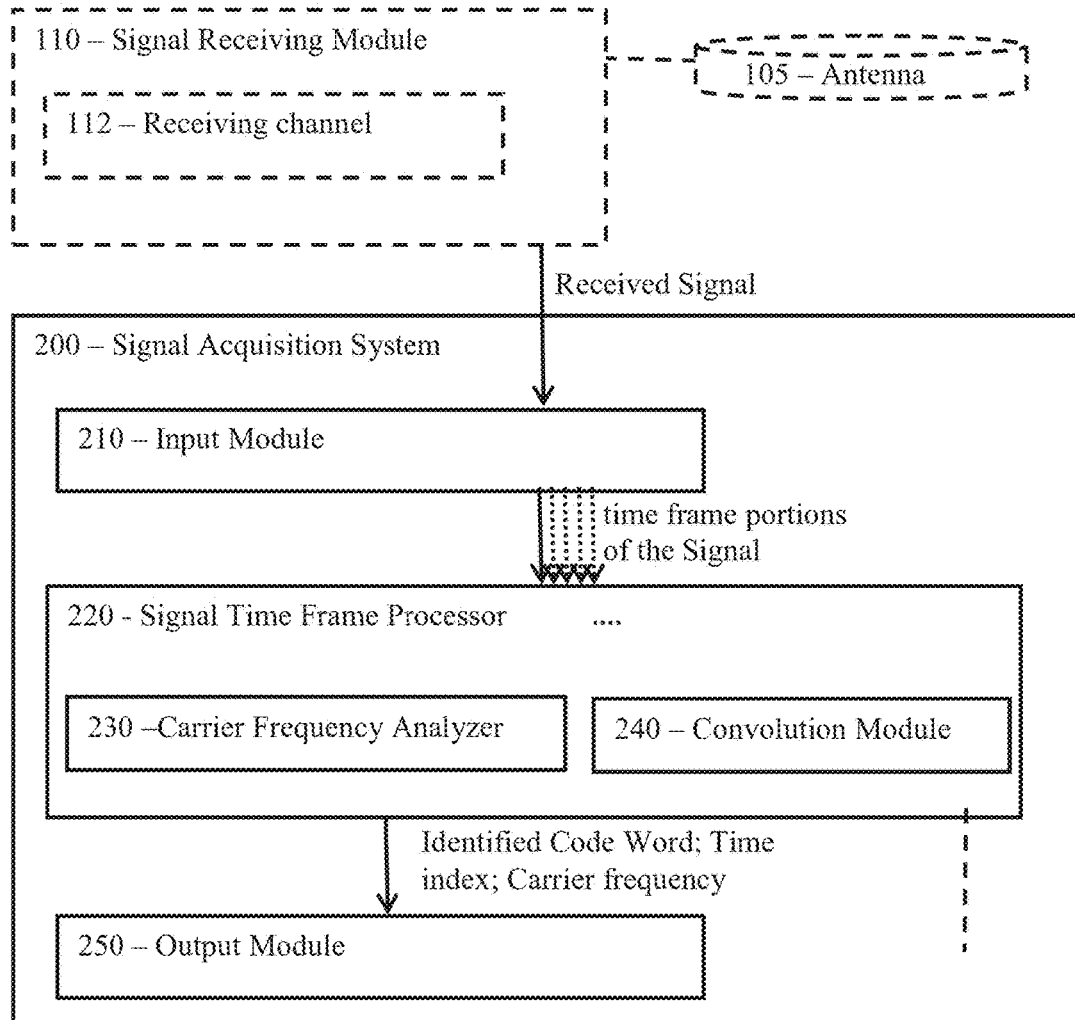 110 – Signal Receiving Module
105 – Antenna
112 – Receiving channel
Received Signal
200 – Signal Acquisition System
210 – Input Module
time frame portions
of the Signal
220 - Signal Time Frame Processor ....
230 –Carrier Frequency Analyzer
240 – Convolution Module
Identified Code Word; Time
index; Carrier frequency
250 – Output Module